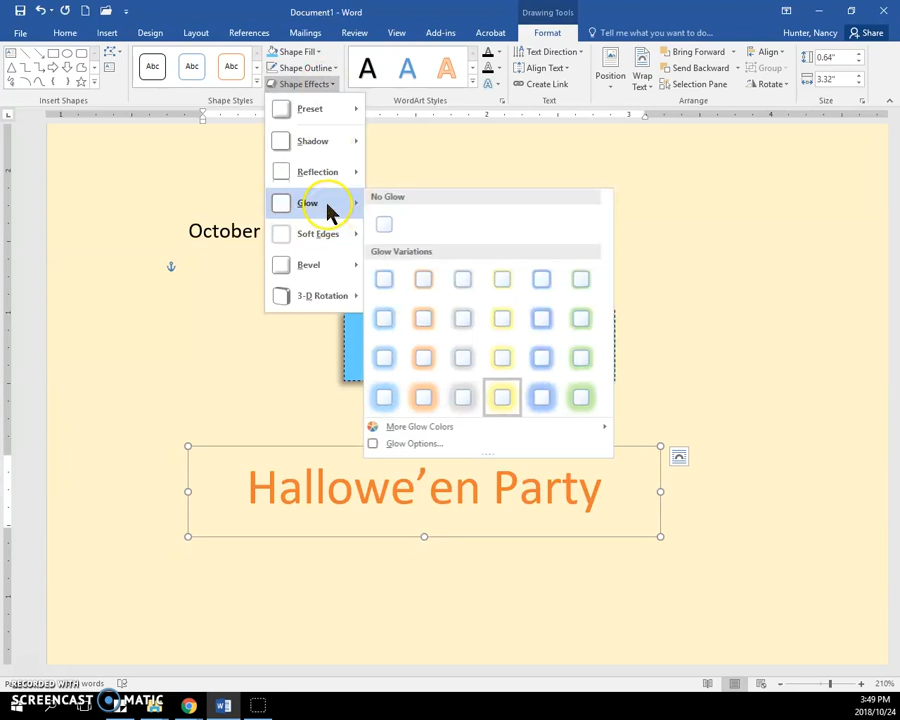 Document1 - Word
Drawing Tools
File Home Insert Design Layout References Mailings Review View Add-ins Acrobat Format Tell me what you want to do... Hunter, Nancy Share
Shape Fill
Shape Outline
Shape Effects
Abc Abc Abc
A A A
Text Direction
Align Text
Create Link
Position
Wrap
Text
Bring Forward
Send Backward
Selection Pane
Align
Rotate
0.64"
3.32"
Insert Shapes Shape Styles WordArt Styles Text Arrange Size
1 2 3
Preset
Shadow
Reflection
Glow
Soft Edges
Bevel
3-D Rotation
No Glow
Glow Variations
More Glow Colors
Glow Options...
October
Hallowe’en Party
words
210%
RECORDED WITH
SCREENCAST MATIC
3:49 PM
2018/10/24